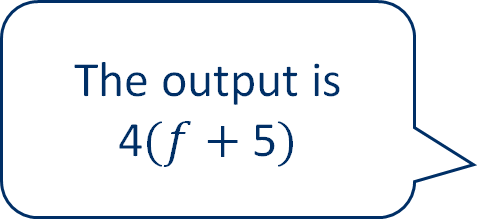 The output is
4(f + 5)